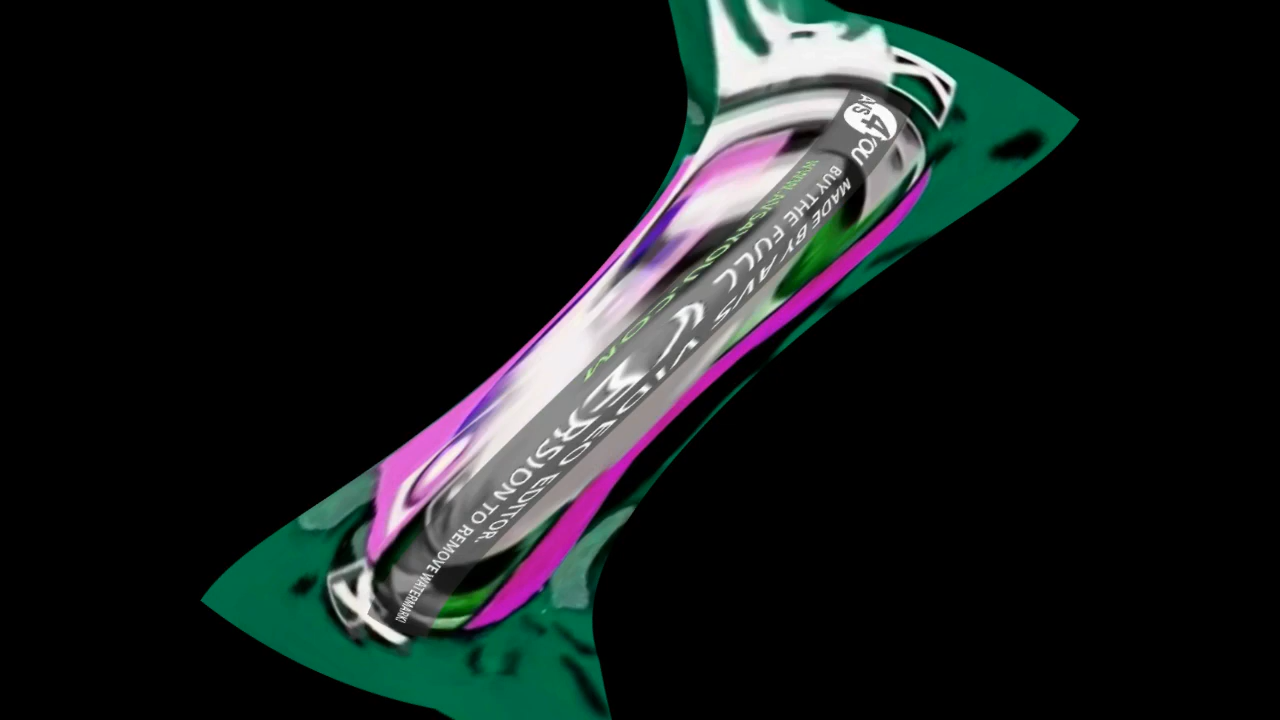 AVS
4
YOU
MADE BY AVS VIDEO EDITOR.
BUY THE FULL VERSION TO REMOVE WATERMARK!
WWW.AVS4YOU.COM